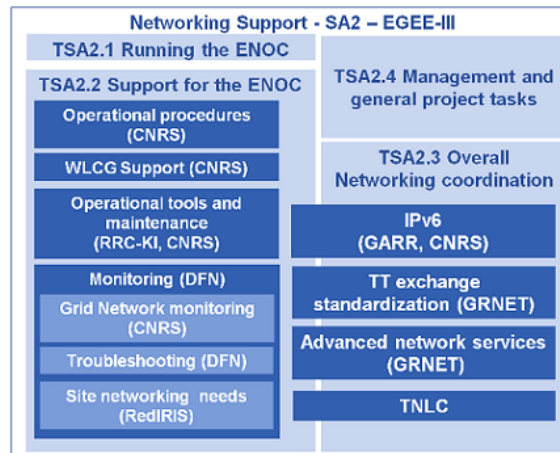 Networking Support - SA2 – EGEE-III
TSA2.1 Running the ENOC
TSA2.2 Support for the ENOC
Operational procedures
(CNRS)
WLCG Support (CNRS)
Operational tools and
maintenance
(RRC-KI, CNRS)
Monitoring (DFN)
Grid Network monitoring
(CNRS)
Troubleshooting (DFN)
Site networking needs
(RedIRIS)
TSA2.4 Management and
general project tasks
TSA2.3 Overall
Networking coordination
IPv6
(GARR, CNRS)
TT exchange
standardization (GRNET)
Advanced network services
(GRNET)
TNLC